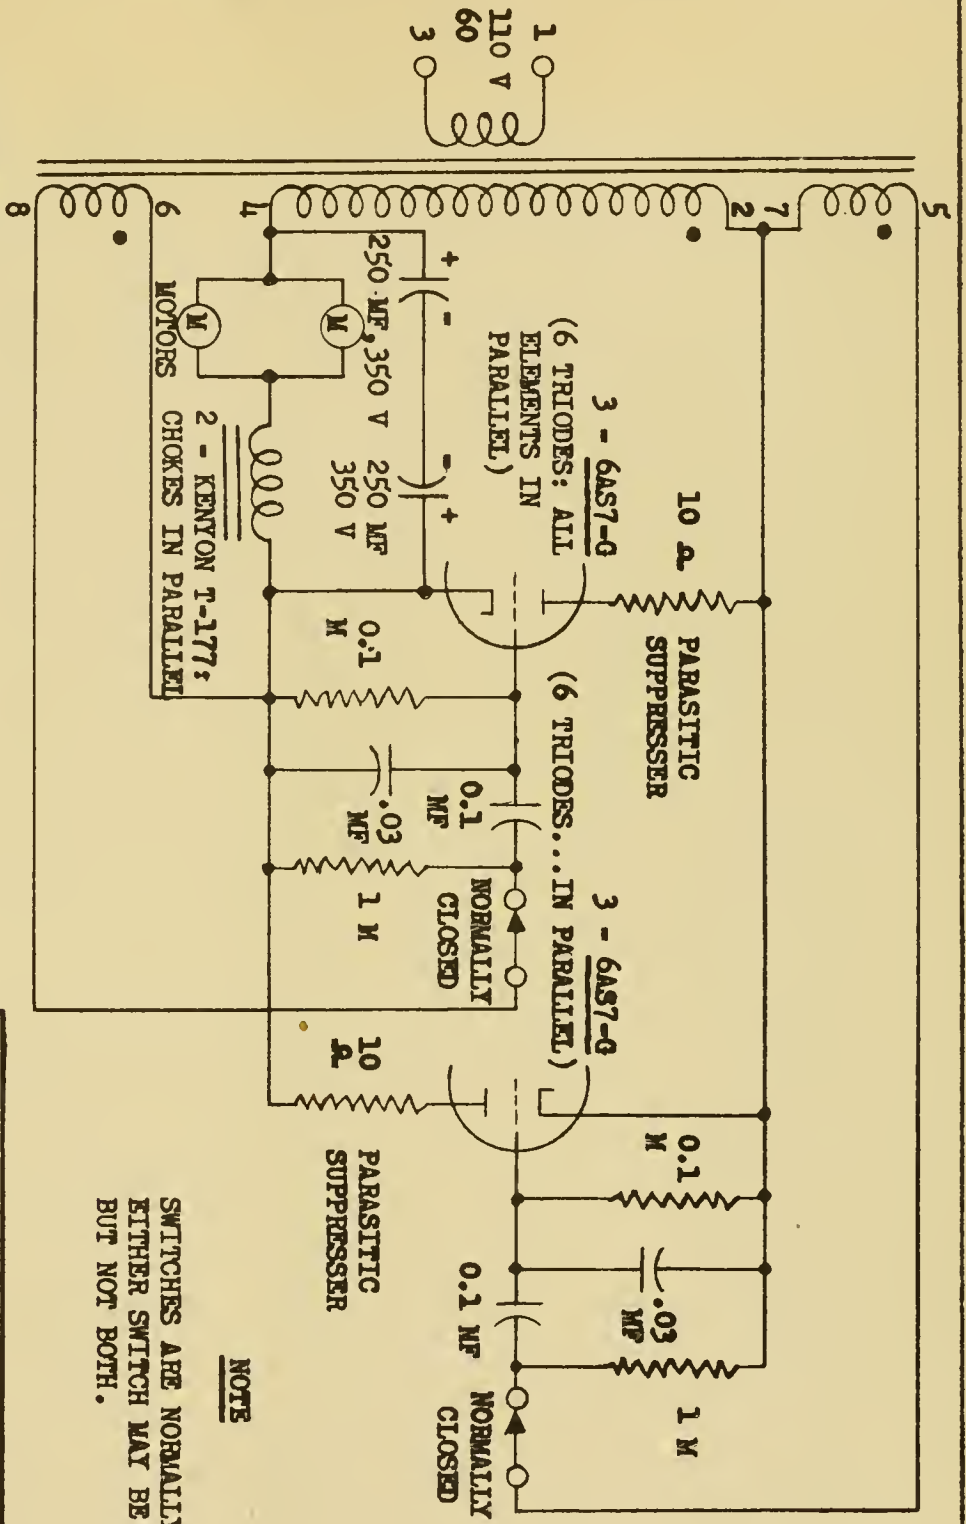 5
7
2
1
110 V
60
3
4
6
8
10 Ω
PARASITIC
SUPPRESSER
3 - 6AS7-G
(6 TRIODES: ALL
ELEMENTS IN
PARALLEL)
+
-
250 MF, 350 V
-
+
250 MF
350 V
M
M
MOTORS
2 - KENYON T-177;
CHOKES IN PARALLEL
0.1
M
.03
MF
0.1
MF
1 M
NORMALLY
CLOSED
3 - 6AS7-G
(6 TRIODES...IN PARALLEL)
10
Ω
PARASITIC
SUPPRESSER
0.1
M
.03
MF
0.1 MF
1 M
NORMALLY
CLOSED
NOTE
SWITCHES ARE NORMALLY
EITHER SWITCH MAY BE
BUT NOT BOTH.